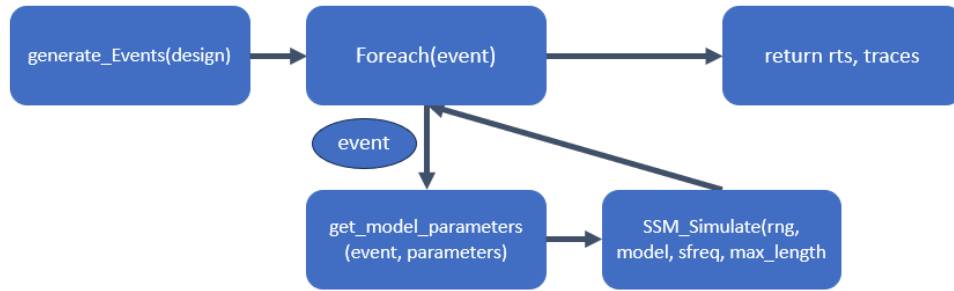 generate_Events(design)
Foreach(event)
return rts, traces
event
get_model_parameters
(event, parameters)
SSM_Simulate(rng,
model, sfreq, max_length